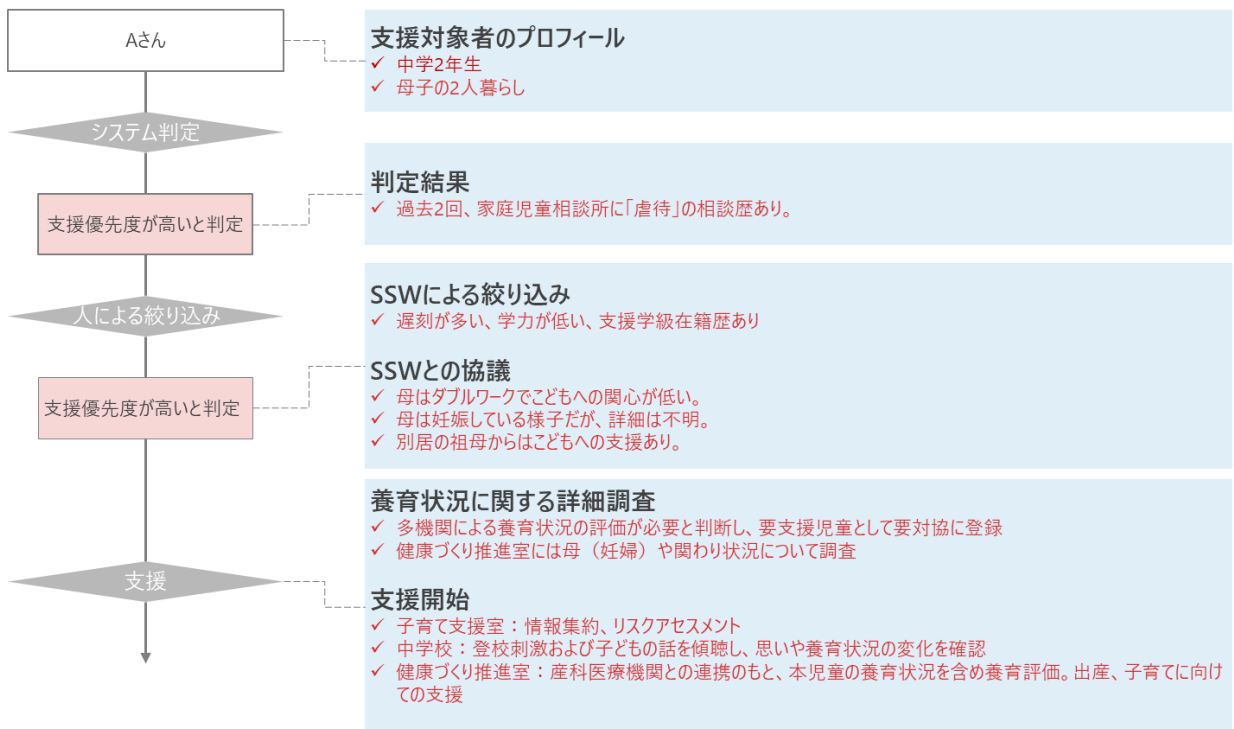 Aさん
支援対象者のプロフィール
✓ 中学2年生
✓ 母子の2人暮らし
システム判定
判定結果
✓ 過去2回、家庭児童相談所に「虐待」の相談歴あり。
支援優先度が高いと判定
人による絞り込み
SSWによる絞り込み
✓ 遅刻が多い、学力が低い、支援学級在籍歴あり
SSWとの協議
✓ 母はダブルワークでこどもへの関心が低い。
✓ 母は妊娠している様子だが、詳細は不明。
✓ 別居の祖母からはこどもへの支援あり。
支援優先度が高いと判定
養育状況に関する詳細調査
✓ 多機関による養育状況の評価が必要と判断し、要支援児童として要対協に登録
✓ 健康づくり推進室には母（妊婦）や関わり状況について調査
支援
支援開始
✓ 子育て支援室：情報集約、リスクアセスメント
✓ 中学校：登校刺激および子どもの話を傾聴し、思いや養育状況の変化を確認
✓ 健康づくり推進室：産科医療機関との連携のもと、本児童の養育状況を含め養育評価。出産、子育てに向け
ての支援